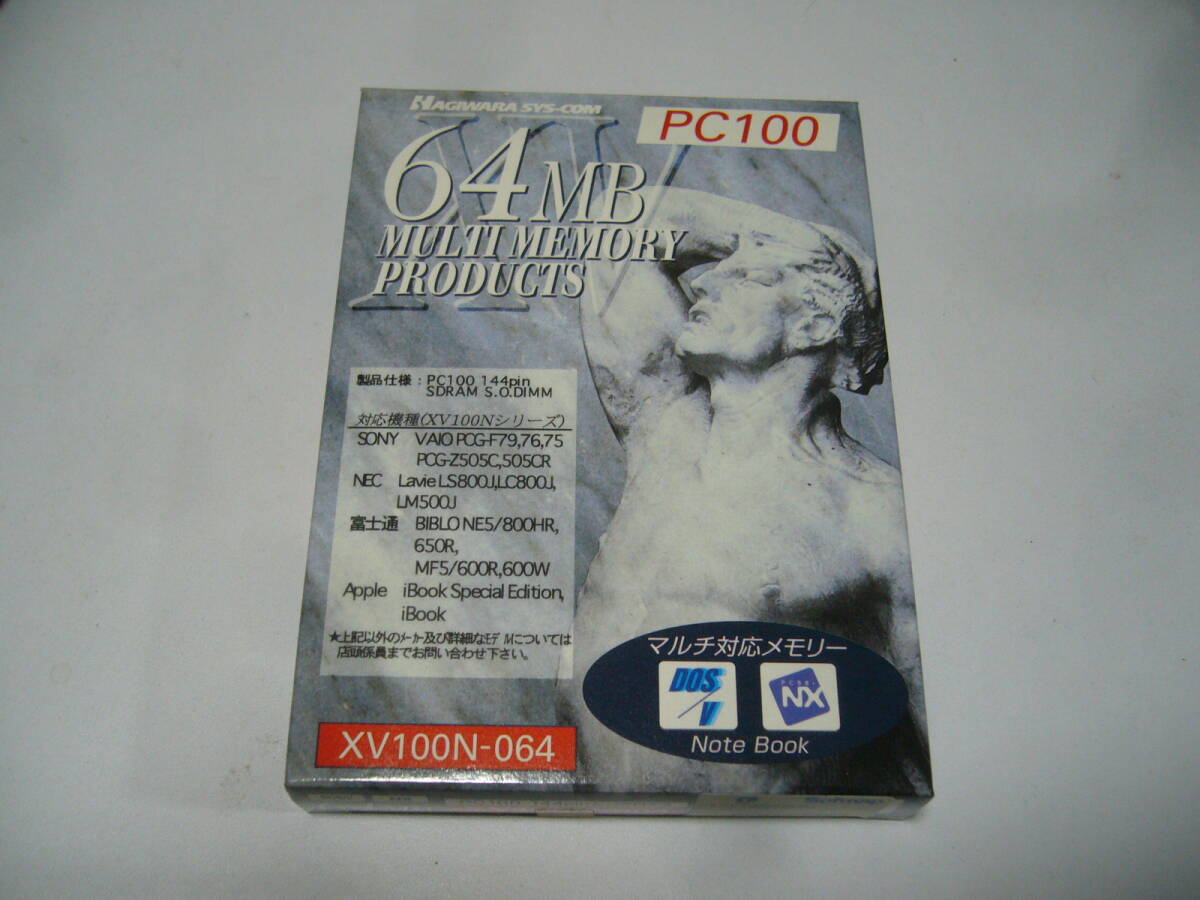 HAGIWARA SYS-COM
PC100
XV
64MB
MULTI MEMORY
PRODUCTS
製品仕様：PC100 144pin
SDRAM S.O.DIMM
対応機種(XV100Nシリーズ)
SONY VAIO PCG-F79,76,75
PCG-Z505C,505CR
NEC Lavie LS800J,LC800J,
LM500J
富士通 BIBLO NE5/800HR,
650R,
MF5/600R,600W
Apple iBook Special Edition,
iBook
★上記以外のメーカー及び詳細なモデルについては
店頭係員までお問い合わせ下さい。
マルチ対応メモリー
DOS/V
PC98-NX
Note Book
XV100N-064
PC100 144pin
Sofmap